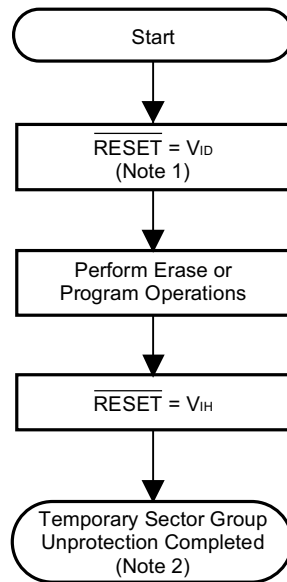 Start
RESET = VID
(Note 1)
Perform Erase or
Program Operations
RESET = VIH
Temporary Sector Group
Unprotection Completed
(Note 2)